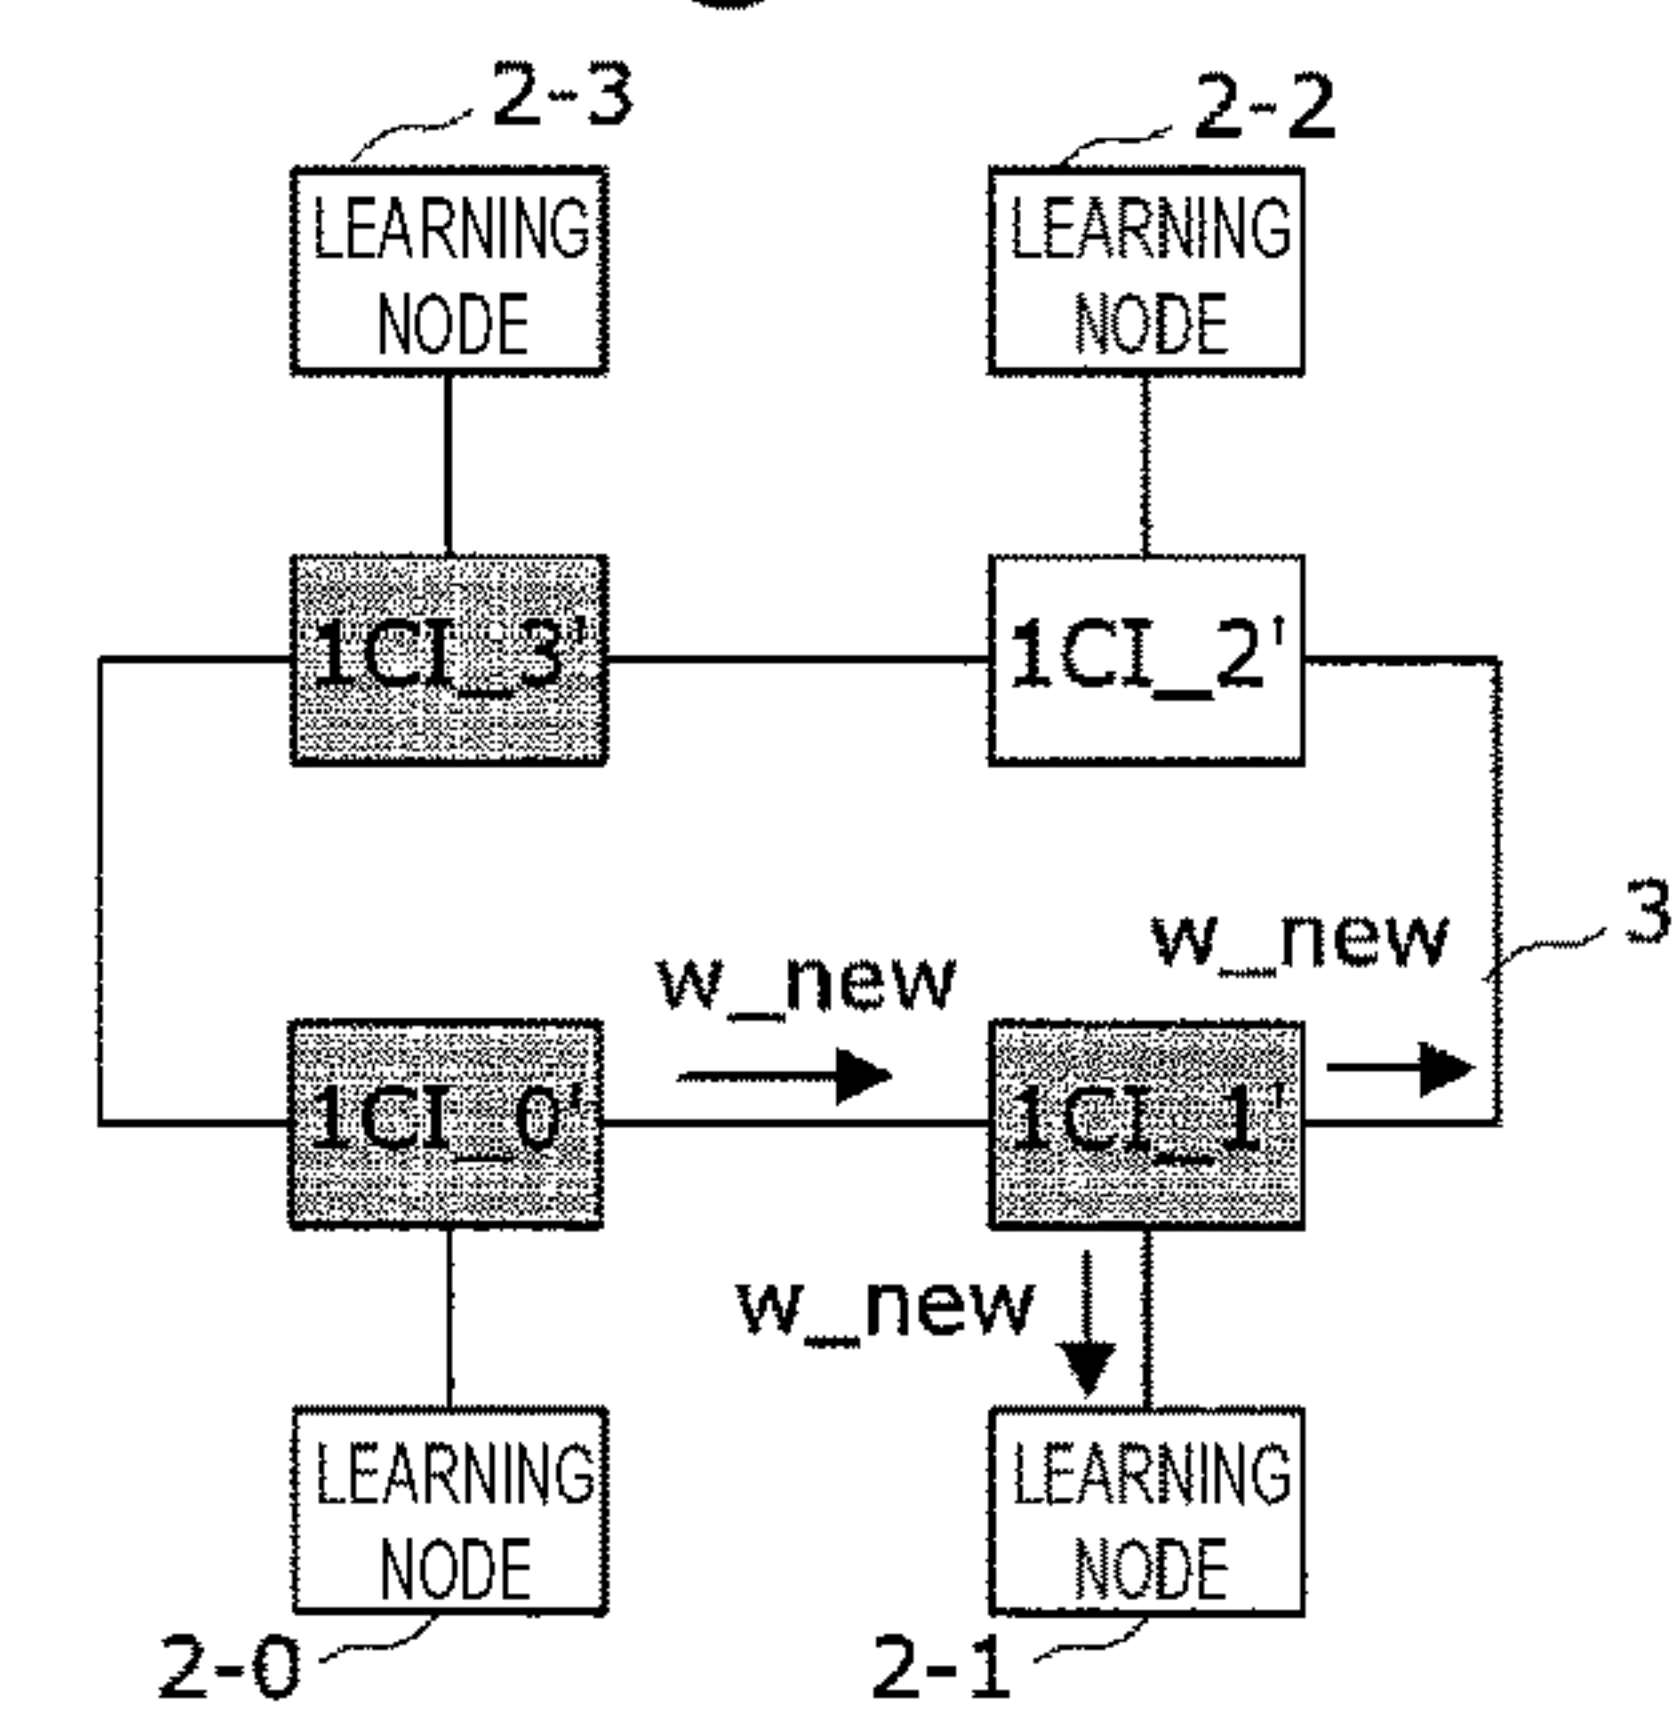 2-3
2-2
LEARNING
NODE
LEARNING
NODE
1CI_3'
1CI_2'
3
w_new
w_new
1CI_0'
1CI_1'
w_new
LEARNING
NODE
LEARNING
NODE
2-0
2-1